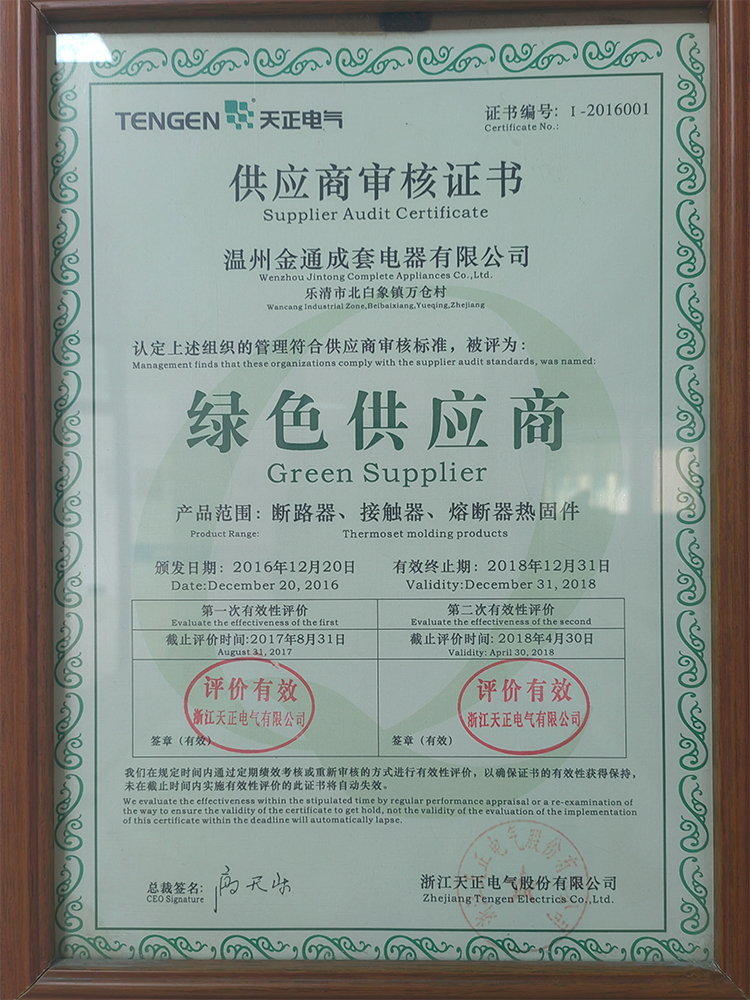 TENGEN 天正电气
证书编号: I-2016001
Certificate No.:
供应商审核证书
Supplier Audit Certificate
温州金通成套电器有限公司
Wenzhou Jintong Complete Appliances Co.,Ltd.
乐清市北白象镇万仓村
Wancang Industrial Zone,Beibaixiang,Yueqing,Zhejiang
认定上述组织的管理符合供应商审核标准，被评为：
Management finds that these organizations comply with the supplier audit standards, was named:
绿色供应商
Green Supplier
产品范围: 断路器、接触器、熔断器热固件
Product Range: Thermoset molding products
颁发日期: 2016年12月20日 有效终止期: 2018年12月31日
Date:December 20, 2016 Validity:December 31, 2018
第一次有效性评价 第二次有效性评价
Evaluate the effectiveness of the first Evaluate the effectiveness of the second
截止评价时间:2017年8月31日 截止评价时间: 2018年4月30日
August 31, 2017 Validity: April 30, 2018
评价有效 评价有效
浙江天正电气有限公司 浙江天正电气有限公司
签章（有效） 签章（有效）
我们在规定时间内通过定期绩效考核或重新审核的方式进行有效性评价，以确保证书的有效性获得保持，
未在截止时间内实施有效性评价的此证书将自动失效。
We evaluate the effectiveness within the stipulated time by regular performance appraisal or a re-examination of
the way to ensure the validity of the certificate to get hold, not the validity of the evaluation of the implementation
of this certificate within the deadline will automatically lapse.
总裁签名: 
CEO Signature
浙江天正电气股份有限公司
Zhejiang Tengen Electrics Co.,Ltd.